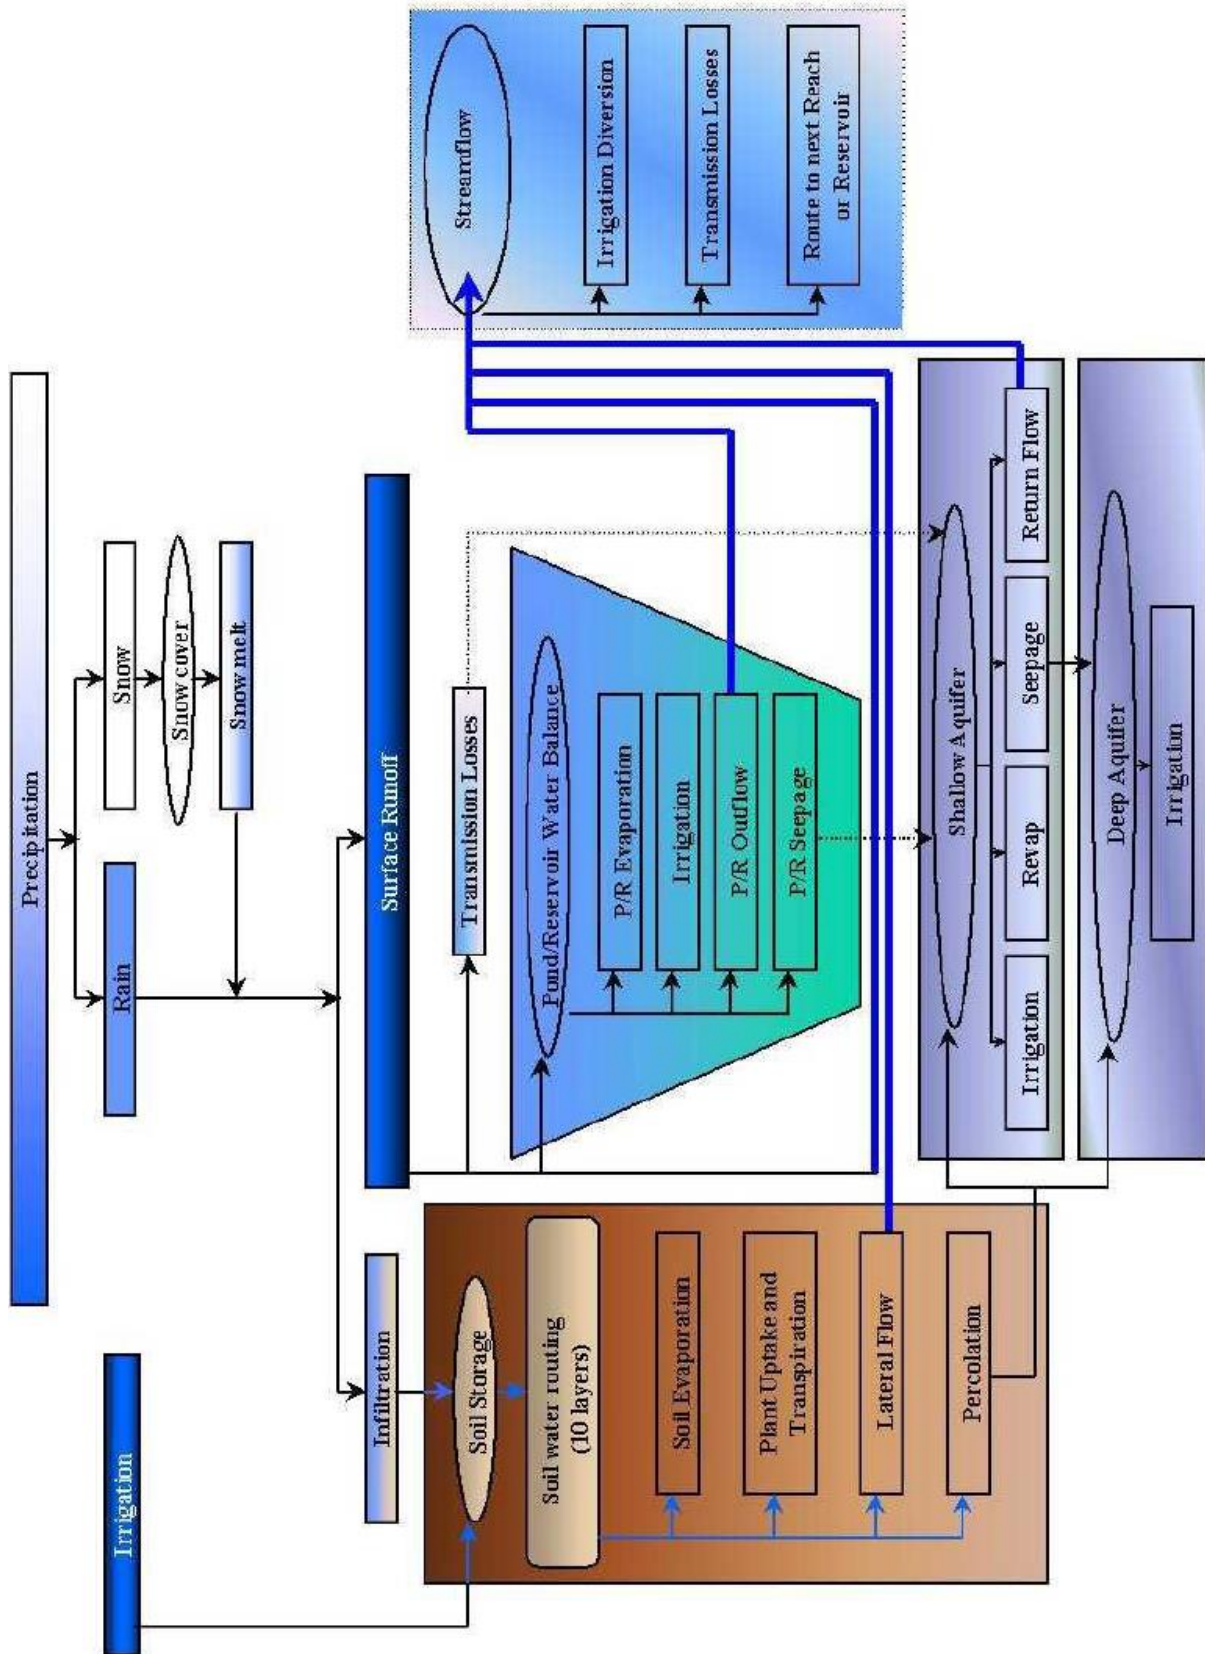 Precipitation
Irrigation
Rain
Snow
Snow cover
Snow melt
Infiltration
Surface Runoff
Soil Storage
Soil water routing
(10 layers)
Soil Evaporation
Plant Uptake and
Transpiration
Lateral Flow
Percolation
Transmission Losses
Pond/Reservoir Water Balance
P/R Evaporation
Irrigation
P/R Outflow
P/R Seepage
Streamflow
Irrigation Diversion
Transmission Losses
Route to next Reach
or Reservoir
Shallow Aquifer
Irrigation
Revap
Seepage
Return Flow
Deep Aquifer
Irrigation